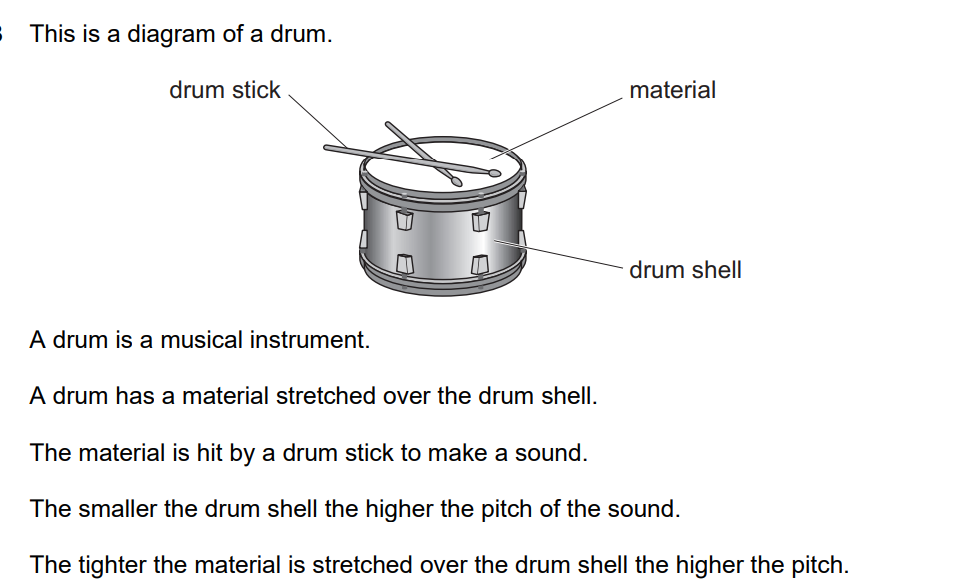 This is a diagram of a drum.
drum stick
material
drum shell
A drum is a musical instrument.
A drum has a material stretched over the drum shell.
The material is hit by a drum stick to make a sound.
The smaller the drum shell the higher the pitch of the sound.
The tighter the material is stretched over the drum shell the higher the pitch.